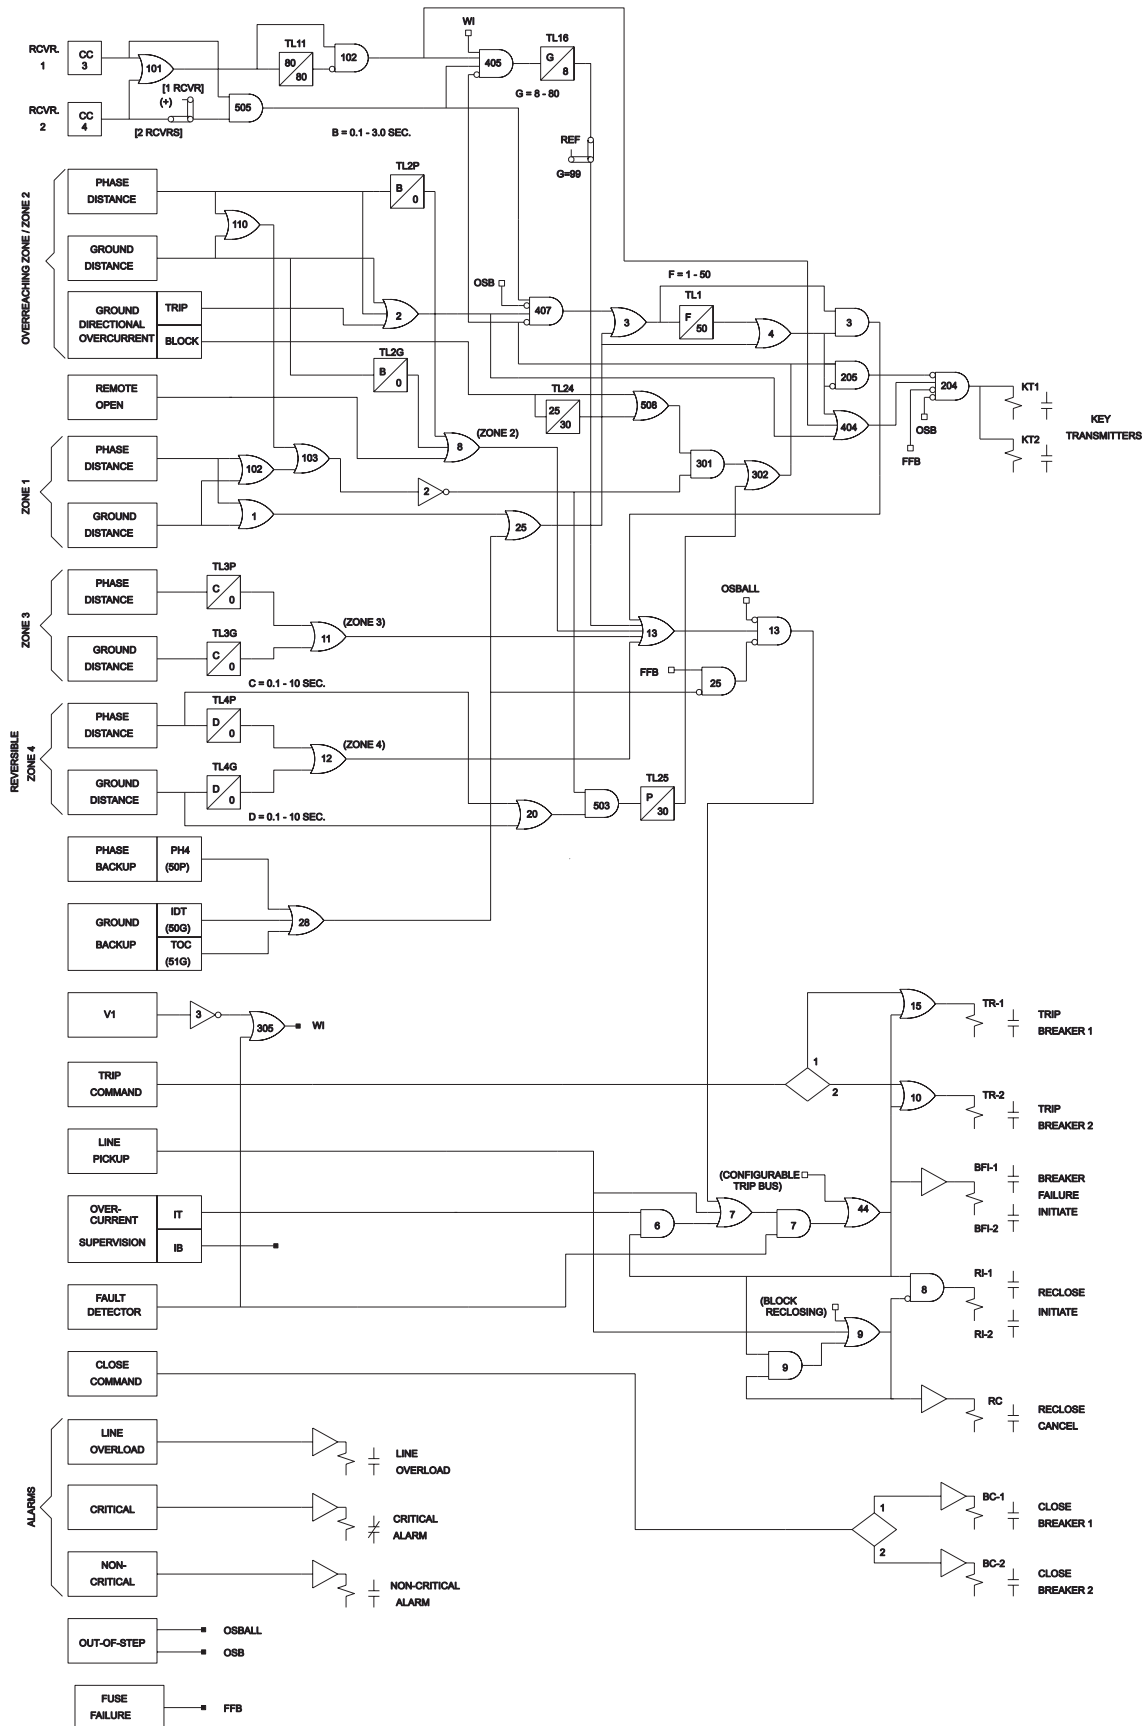 RCVR.
1
CC
3
101
TL11
80
80
102
WI
405
TL16
G
8
G = 8 - 80
[1 RCVR]
(+)
RCVR.
2
CC
4
[2 RCVRS]
505
B = 0.1 - 3.0 SEC.
REF
G=99
OVERREACHING ZONE / ZONE 2
PHASE
DISTANCE
TL2P
B
0
110
GROUND
DISTANCE
GROUND
DIRECTIONAL
OVERCURRENT
TRIP
BLOCK
2
OSB
407
F = 1 - 50
TL1
F
50
3
4
3
TL2G
B
0
205
204
KT1
KT2
KEY
TRANSMITTERS
OSB
FFB
REMOTE
OPEN
TL24
25
30
508
404
8
(ZONE 2)
ZONE 1
PHASE
DISTANCE
102
103
301
302
2
GROUND
DISTANCE
1
25
ZONE 3
PHASE
DISTANCE
TL3P
C
0
OSBALL
GROUND
DISTANCE
TL3G
C
0
11
(ZONE 3)
13
13
C = 0.1 - 10 SEC.
FFB
25
REVERSIBLE
ZONE 4
PHASE
DISTANCE
TL4P
D
0
12
(ZONE 4)
GROUND
DISTANCE
TL4G
D
0
D = 0.1 - 10 SEC.
20
503
TL25
P
30
PHASE
BACKUP
PH4
(50P)
GROUND
BACKUP
IDT
(50G)
TOC
(51G)
28
V1
3
305
WI
15
TR-1
TRIP
BREAKER 1
TRIP
COMMAND
1
2
10
TR-2
TRIP
BREAKER 2
LINE
PICKUP
(CONFIGURABLE
TRIP BUS)
BFI-1
BREAKER
FAILURE
INITIATE
BFI-2
OVER-
CURRENT
SUPERVISION
IT
IB
6
7
7
44
FAULT
DETECTOR
(BLOCK
RECLOSING)
8
RI-1
RECLOSE
INITIATE
RI-2
9
9
CLOSE
COMMAND
RC
RECLOSE
CANCEL
ALARMS
LINE
OVERLOAD
LINE
OVERLOAD
CRITICAL
CRITICAL
ALARM
1
2
BC-1
CLOSE
BREAKER 1
BC-2
CLOSE
BREAKER 2
NON-
CRITICAL
NON-CRITICAL
ALARM
OUT-OF-STEP
OSBALL
OSB
FUSE
FAILURE
FFB